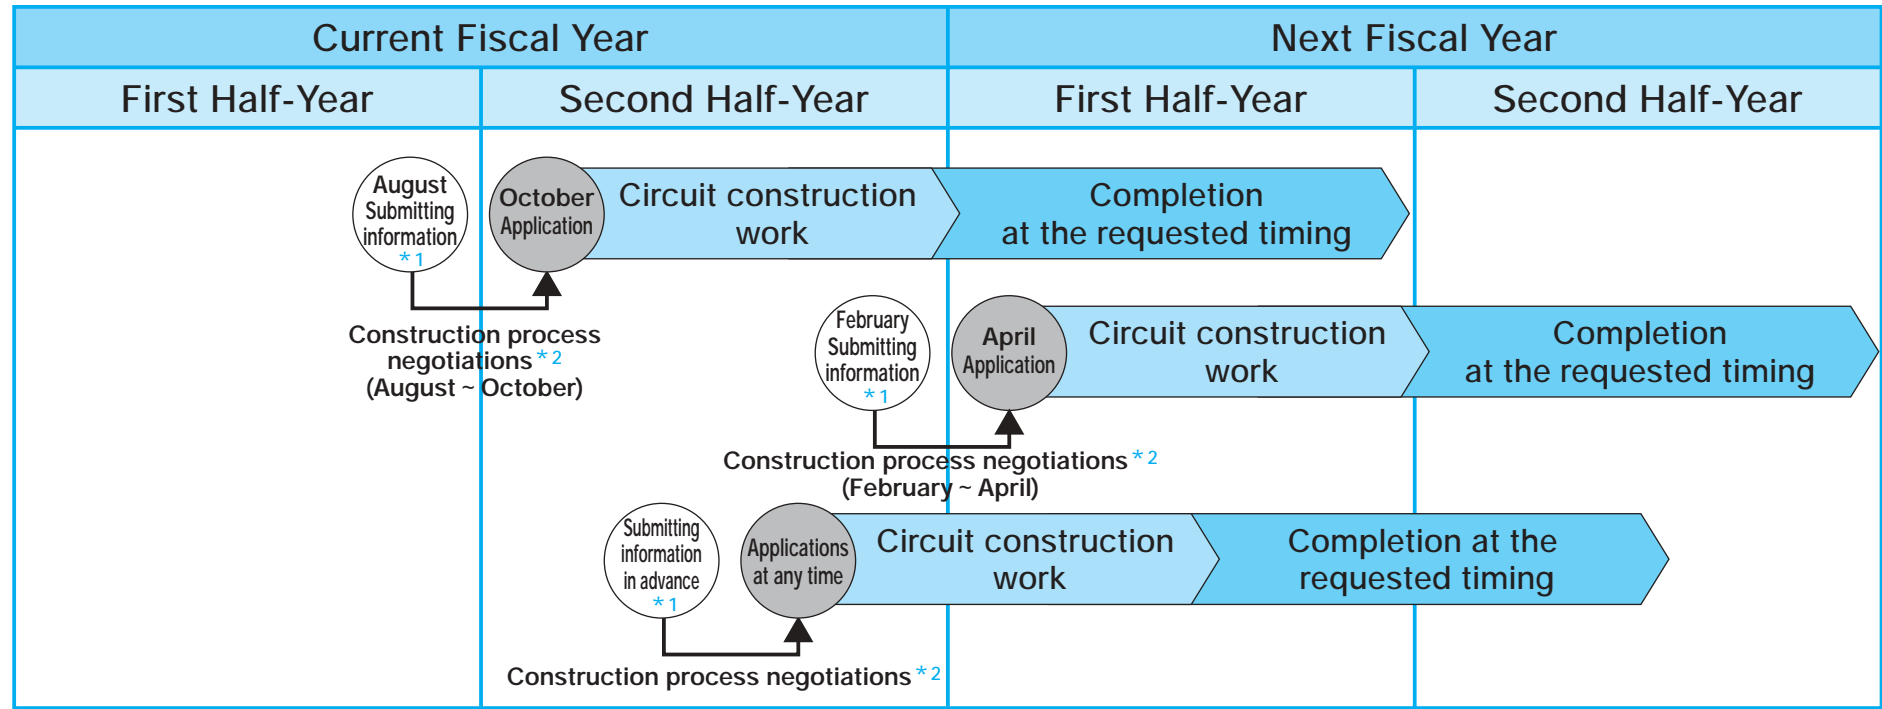 Current Fiscal Year
Next Fiscal Year
First Half-Year
Second Half-Year
First Half-Year
Second Half-Year
August
Submitting
information
*1
October
Application
Circuit construction
work
Completion
at the requested timing
Construction process
negotiations*2
(August ~ October)
February
Submitting
information
*1
April
Application
Circuit construction
work
Completion
at the requested timing
Construction process negotiations*2
(February ~ April)
Submitting
information
in advance
*1
Applications
at any time
Circuit construction
work
Completion at the
requested timing
Construction process negotiations*2